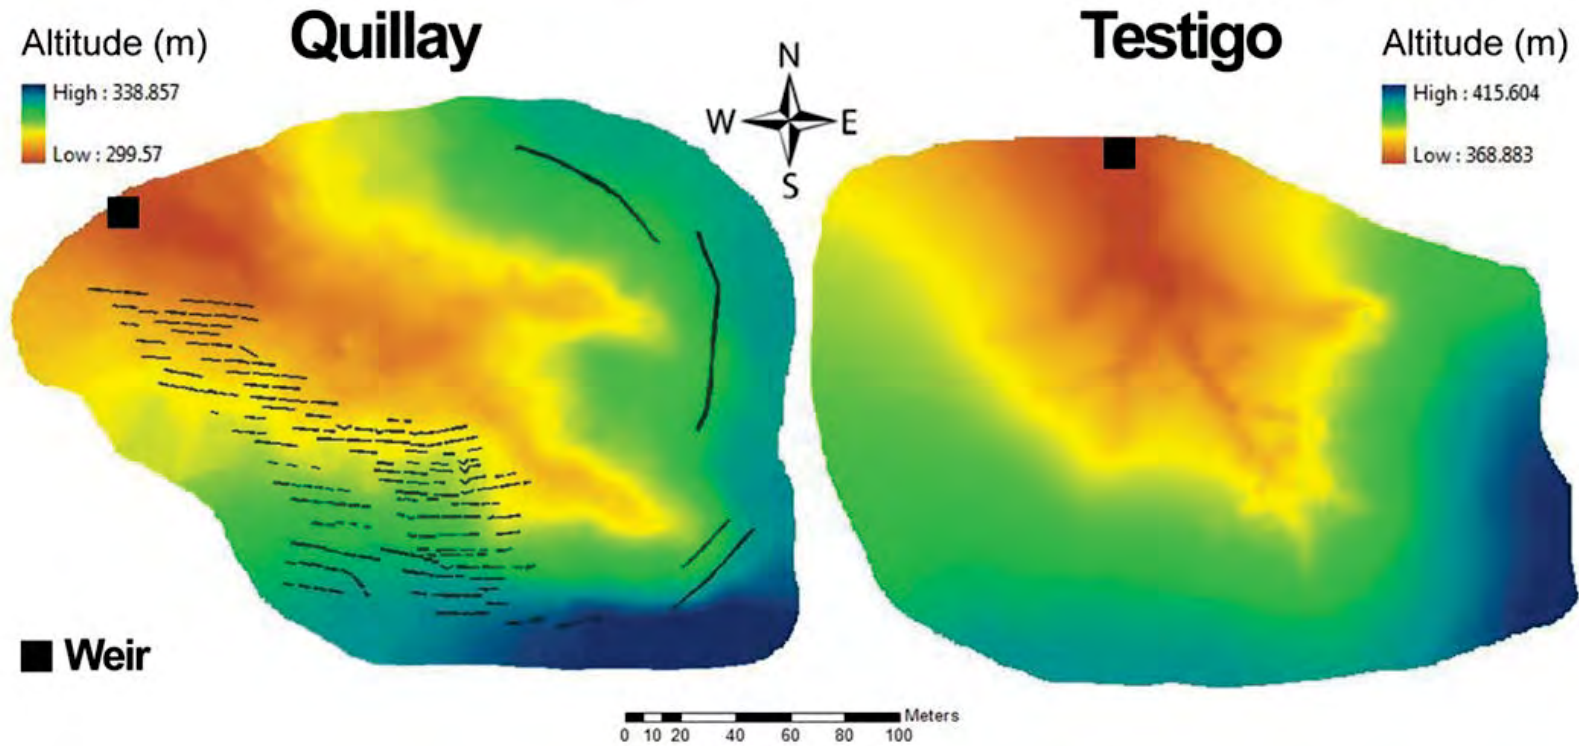 Quillay
Testigo
Altitude (m)
High : 338.857
Low : 299.57
N
W E
S
Altitude (m)
High : 415.604
Low : 368.883
Weir
Meters
0 10 20 40 60 80 100